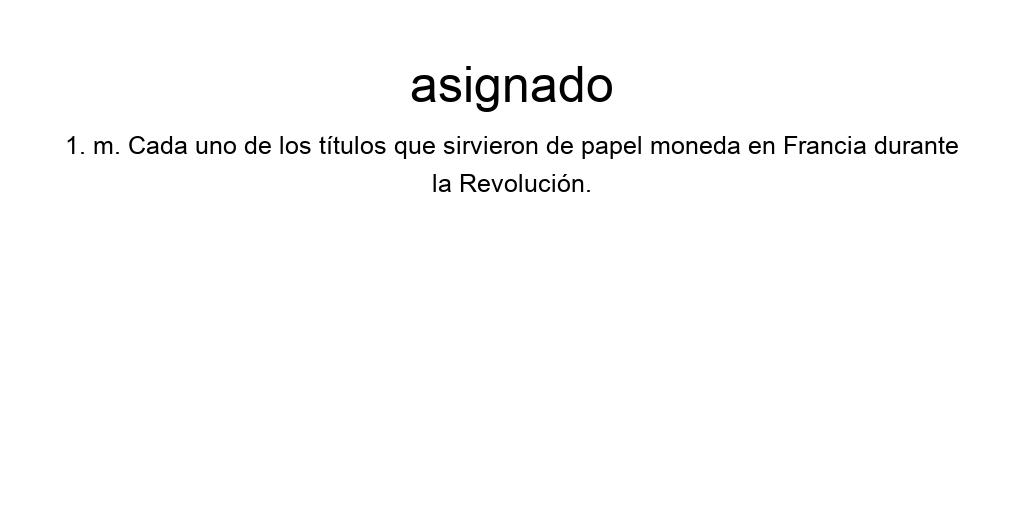 asignado
1. m. Cada uno de los títulos que sirvieron de papel moneda en Francia durante
la Revolución.